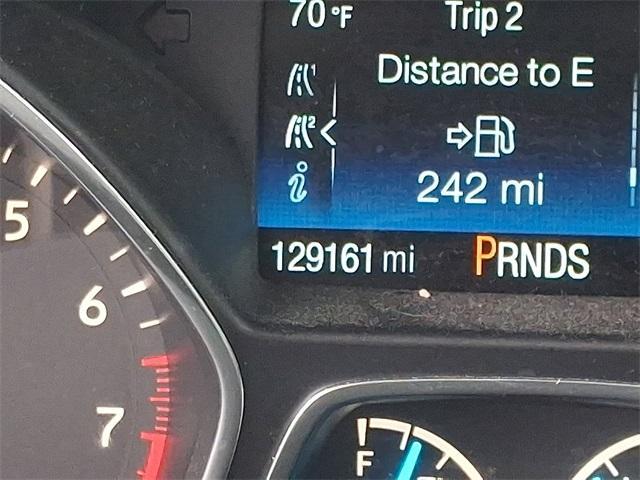 70 °F Trip 2
Distance to E
242 mi
129161 mi PRNDS
5
6
7
F